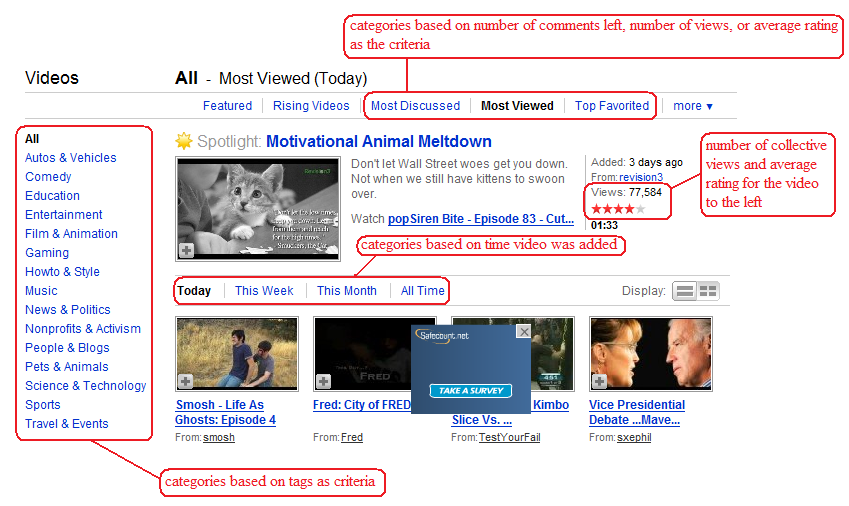 categories based on number of comments left, number of views, or average rating
as the criteria
Videos
All - Most Viewed (Today)
Featured
Rising Videos
Most Discussed
Most Viewed
Top Favorited
more ▼
All
Autos & Vehicles
Comedy
Education
Entertainment
Film & Animation
Gaming
Howto & Style
Music
News & Politics
Nonprofits & Activism
People & Blogs
Pets & Animals
Science & Technology
Sports
Travel & Events
categories based on tags as criteria
Spotlight: Motivational Animal Meltdown
Revision3
Don't let Wall Street woes get you down.
Not when we still have kittens to swoon
over.
Watch popSiren Bite - Episode 83 - Cut...
Added: 3 days ago
From: revision3
Views: 77,584
01:33
number of collective
views and average
rating for the video
to the left
categories based on time video was added
Today
This Week
This Month
All Time
Display:
Smosh - Life As
Ghosts: Episode 4
From: smosh
FRED
Fred: City of FRED
From: Fred
Safecount.net
TAKE A SURVEY
Kimbo
Slice Vs. ...
From: TestYourFail
Vice Presidential
Debate ...Mave...
From: sxephil